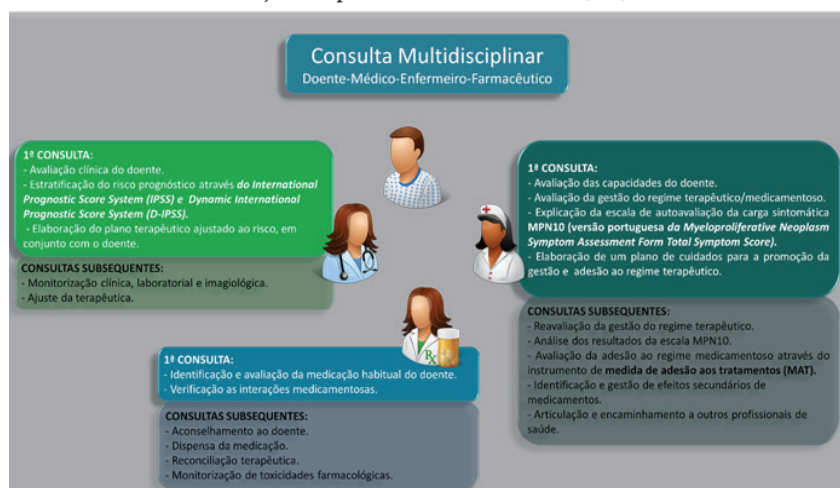 Consulta Multidisciplinar
Doente-Médico-Enfermeiro-Farmacêutico
1ª CONSULTA:
- Avaliação clínica do doente.
- Estratificação do risco prognóstico através do International
Prognostic Score System (IPSS) e Dynamic International
Prognostic Score System (D-IPSS).
- Elaboração do plano terapêutico ajustado ao risco, em
conjunto com o doente.
CONSULTAS SUBSEQUENTES:
- Monitorização clínica, laboratorial e imagiológica.
- Ajuste da terapêutica.
1ª CONSULTA:
- Avaliação das capacidades do doente.
- Avaliação da gestão do regime terapêutico/medicamentoso.
- Explicação da escala de autoavaliação da carga sintomática
MPN10 (versão portuguesa da Myeloproliferative Neoplasm
Symptom Assessment Form Total Symptom Score).
- Elaboração de um plano de cuidados para a promoção da
gestão e adesão ao regime terapêutico.
CONSULTAS SUBSEQUENTES:
- Reavaliação da gestão do regime terapêutico.
- Análise dos resultados da escala MPN10.
- Avaliação da adesão ao regime medicamentoso através do
instrumento de medida de adesão aos tratamentos (MAT).
- Identificação e gestão de efeitos secundários de
medicamentos.
- Articulação e encaminhamento a outros profissionais de
saúde.
Rx
1ª CONSULTA:
- Identificação e avaliação da medicação habitual do doente.
- Verificação as interações medicamentosas.
CONSULTAS SUBSEQUENTES:
- Aconselhamento ao doente.
- Dispensa da medicação.
- Reconciliação terapêutica.
- Monitorização de toxicidades farmacológicas.